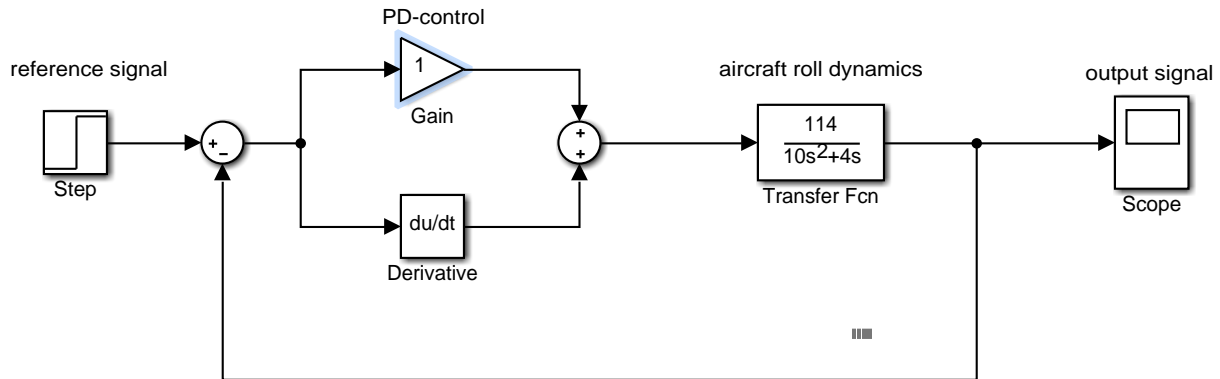 PD-control
reference signal
1
Gain
aircraft roll dynamics
output signal
Step
+
−
+
+
du/dt
Derivative
114
10s²+4s
Transfer Fcn
Scope